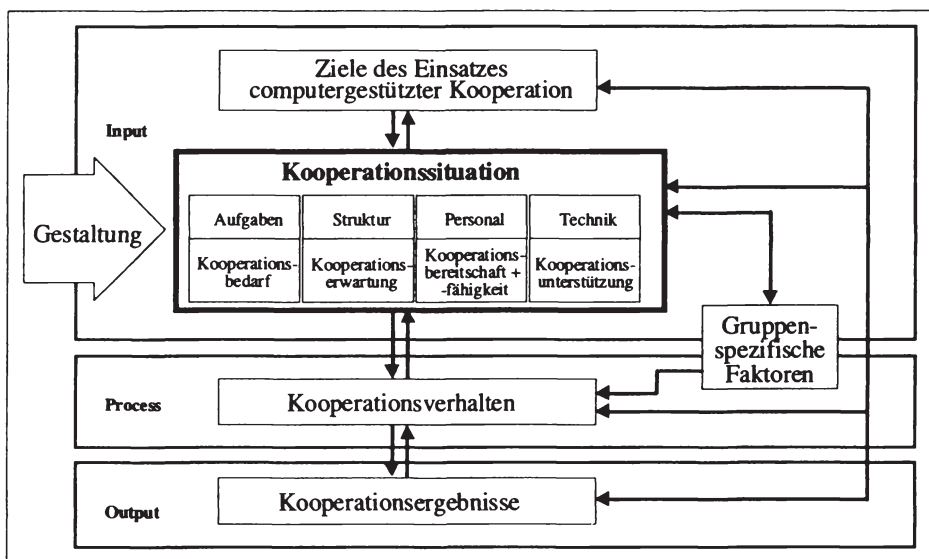 Ziele des Einsatzes
computergestützter Kooperation
Input
Kooperationssituation
Gestaltung
Aufgaben
Struktur
Personal
Technik
Kooperations-
bedarf
Kooperations-
erwartung
Kooperations-
bereitschaft +
-fähigkeit
Kooperations-
unterstützung
Gruppen-
spezifische
Faktoren
Process
Kooperationsverhalten
Output
Kooperationsergebnisse